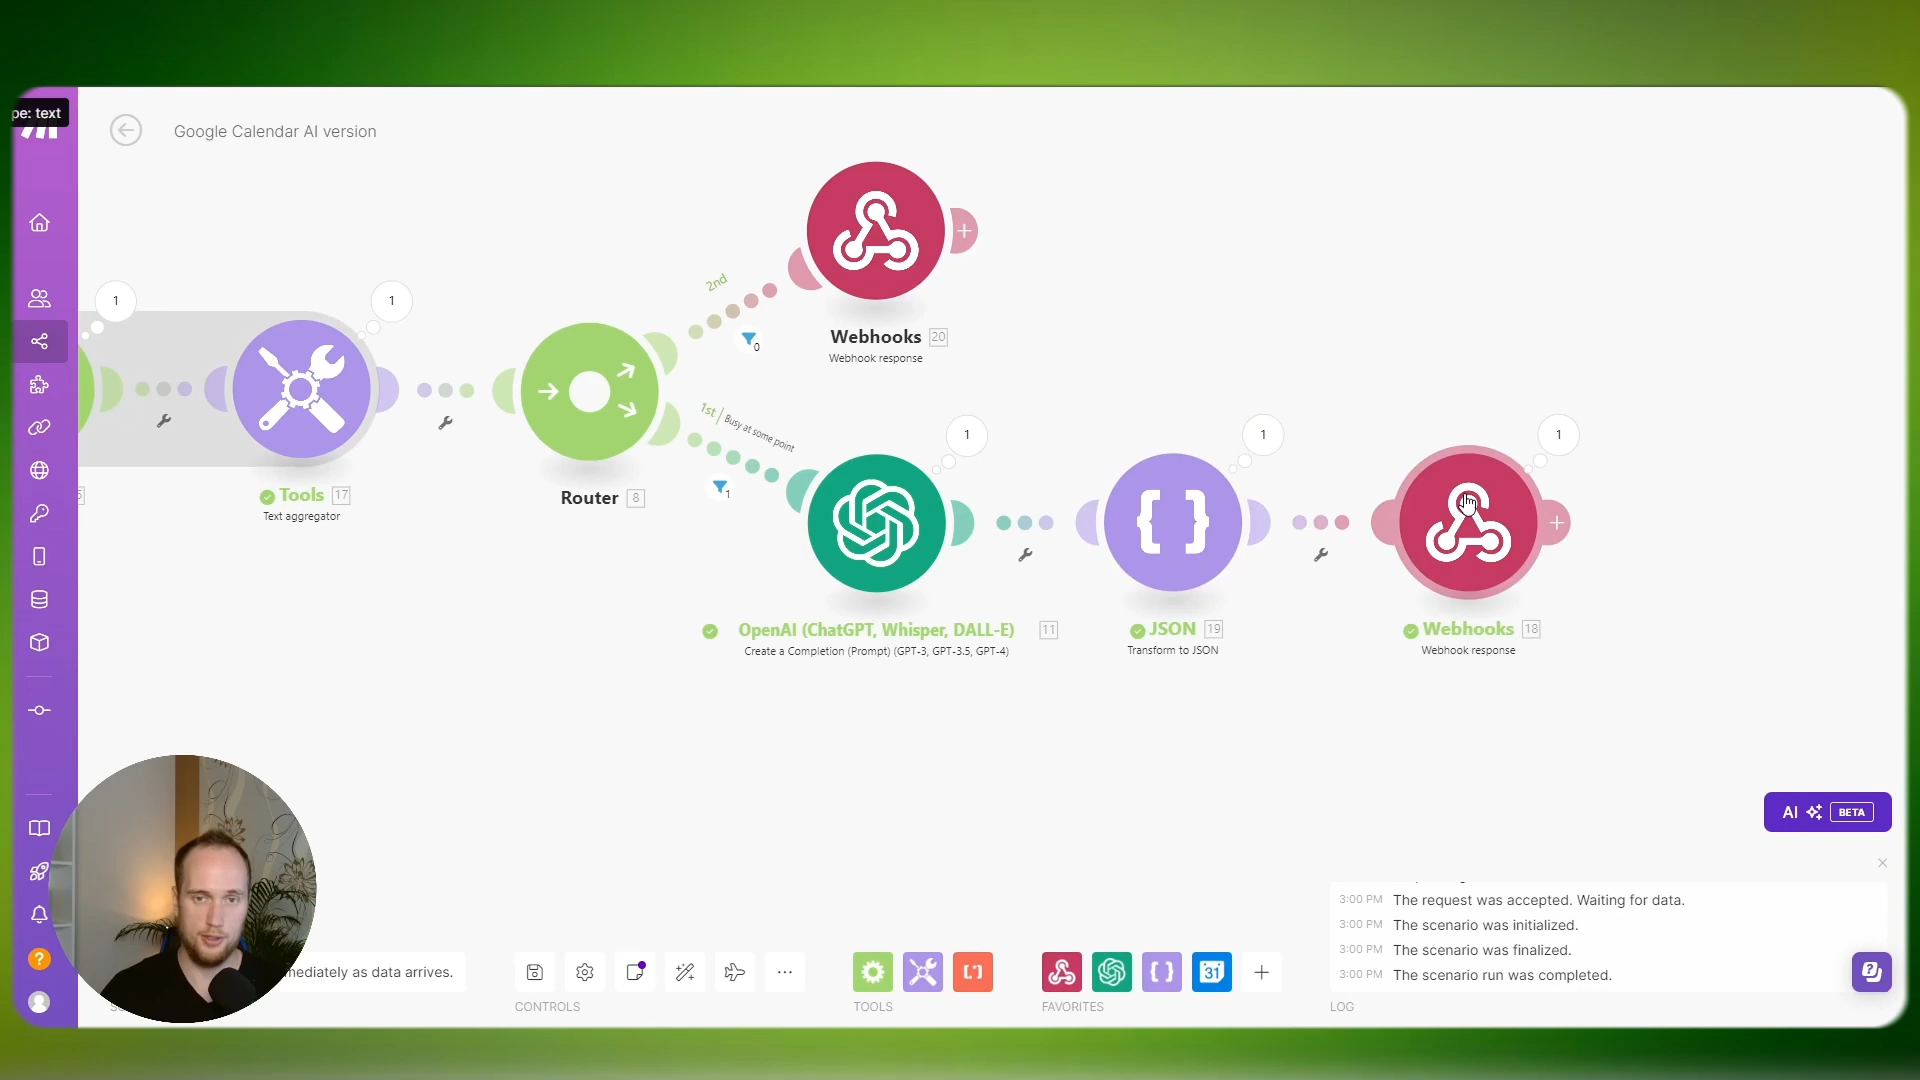 pe: text
Google Calendar AI version
2nd
0
Webhooks 20
Webhook response
1
1
Tools 17
Text aggregator
Router 8
1st | Busy at some point
1
1
OpenAI (ChatGPT, Whisper, DALL-E) 11
Create a Completion (Prompt) (GPT-3, GPT-3.5, GPT-4)
1
JSON 19
Transform to JSON
1
Webhooks 18
Webhook response
AI BETA
3:00 PM The request was accepted. Waiting for data.
3:00 PM The scenario was initialized.
3:00 PM The scenario was finalized.
3:00 PM The scenario run was completed.
mediately as data arrives.
31
CONTROLS
TOOLS
FAVORITES
LOG